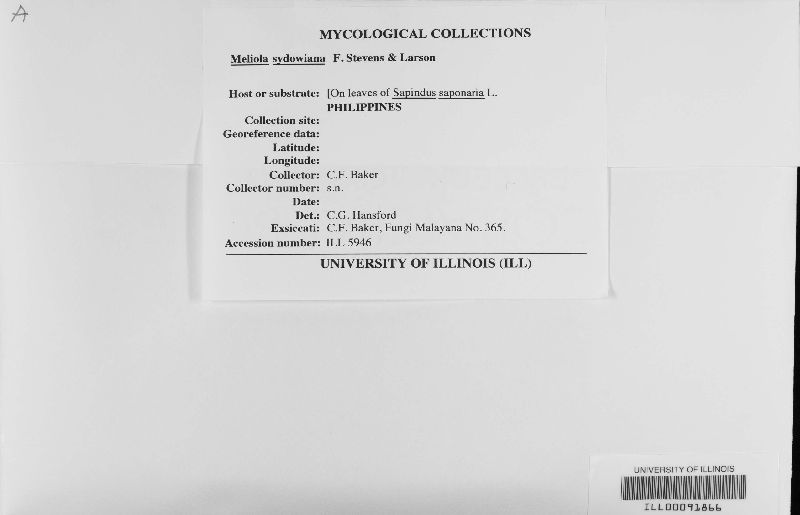 A
MYCOLOGICAL COLLECTIONS
Meliola sydowiana F. Stevens & Larson
Host or substrate: [On leaves of Sapindus saponaria L.
PHILIPPINES
Collection site:
Georeference data:
Latitude:
Longitude:
Collector: C.F. Baker
Collector number: s.n.
Date:
Det.: C.G. Hansford
Exsiccati: C.F. Baker, Fungi Malayana No. 365.
Accession number: ILL 5946
UNIVERSITY OF ILLINOIS (ILL)
UNIVERSITY OF ILLINOIS
ILL00091866